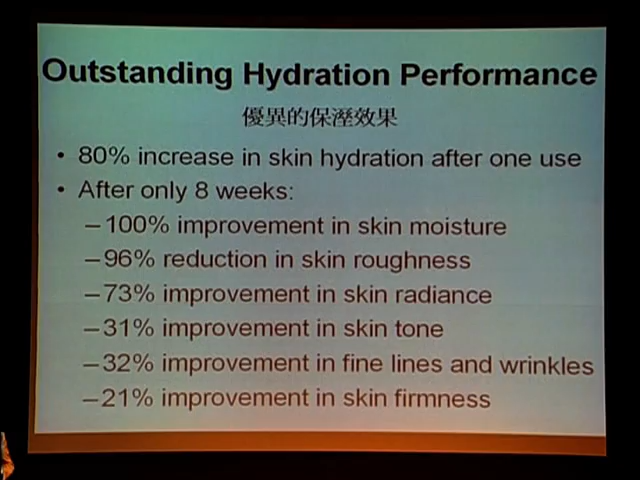 Outstanding Hydration Performance
優異的保溼效果
• 80% increase in skin hydration after one use
• After only 8 weeks:
–100% improvement in skin moisture
–96% reduction in skin roughness
–73% improvement in skin radiance
–31% improvement in skin tone
–32% improvement in fine lines and wrinkles
–21% improvement in skin firmness